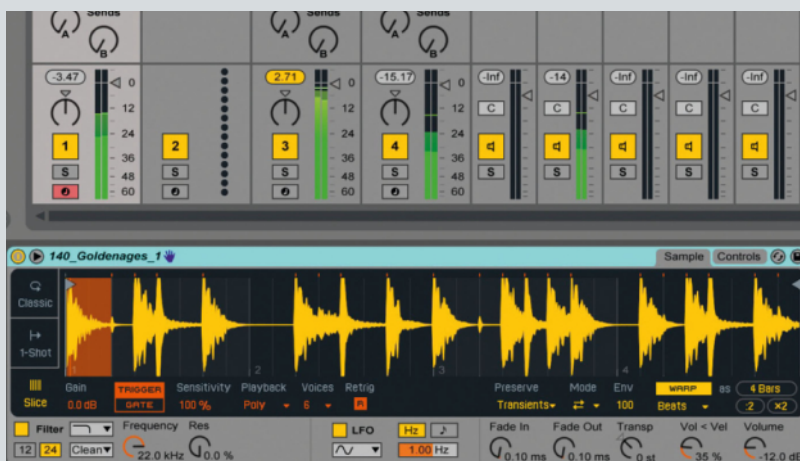 Sends Sends Sends
A B A B A B
-3.47 2.71 -15.17 -Inf -14 -Inf -Inf -Inf
0 0 0
12 12 12 C C C C C
24 24 24
1 2 3 4
36 36 36
S S S S 48 48 48 S S S S S
60 60 60
140_Goldenages_1 Sample Controls
Classic
1-Shot
1 2 3 4
Slice
Gain TRIGGER Sensitivity Playback Voices Retrig Preserve Mode Env WARP as 4 Bars
0.0 dB GATE 100 % Poly 6 R Transients 100 Beats :2 ×2
Filter Frequency Res LFO Hz Fade In Fade Out Transp Vol < Vel Volume
12 24 Clean 22.0 kHz 0.0 % 1.00 Hz 0.10 ms 0.10 ms 0 st 35 % -12.0 dB